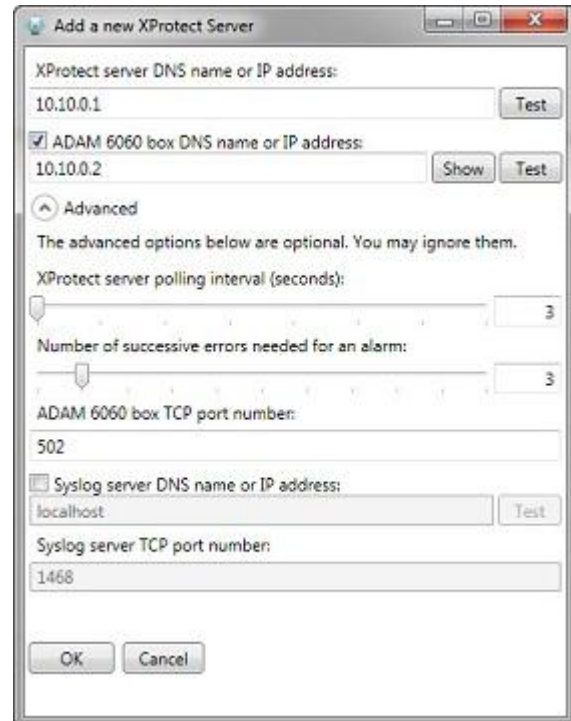 Add a new XProtect Server
XProtect server DNS name or IP address:
10.10.0.1 Test
ADAM 6060 box DNS name or IP address:
10.10.0.2 Show Test
Advanced
The advanced options below are optional. You may ignore them.
XProtect server polling interval (seconds):
3
Number of successive errors needed for an alarm:
3
ADAM 6060 box TCP port number:
502
Syslog server DNS name or IP address:
localhost Test
Syslog server TCP port number:
1468
OK Cancel